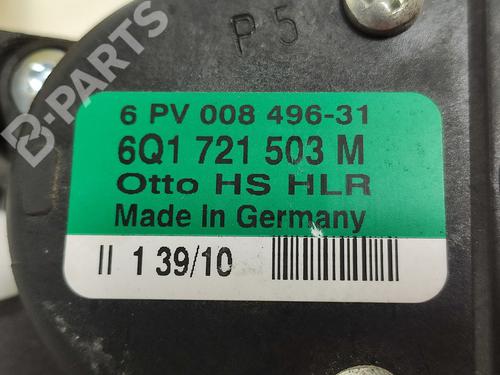 P 5
B-PARTS
6 PV 008 496-31
6Q1 721 503 M
Otto HS HLR
Made In Germany
II 1 39/10